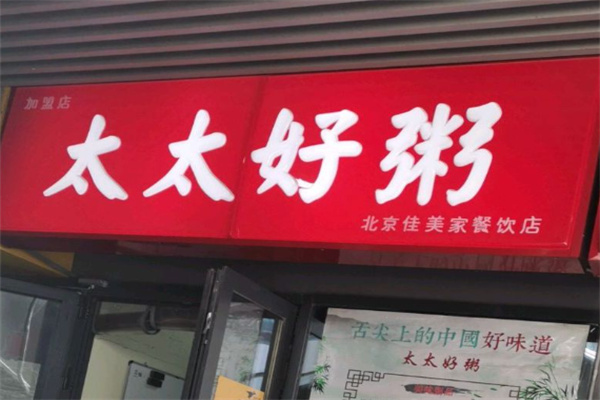 加盟店
太太好粥
北京佳美家餐饮店
舌尖上的中國好味道
太太好粥